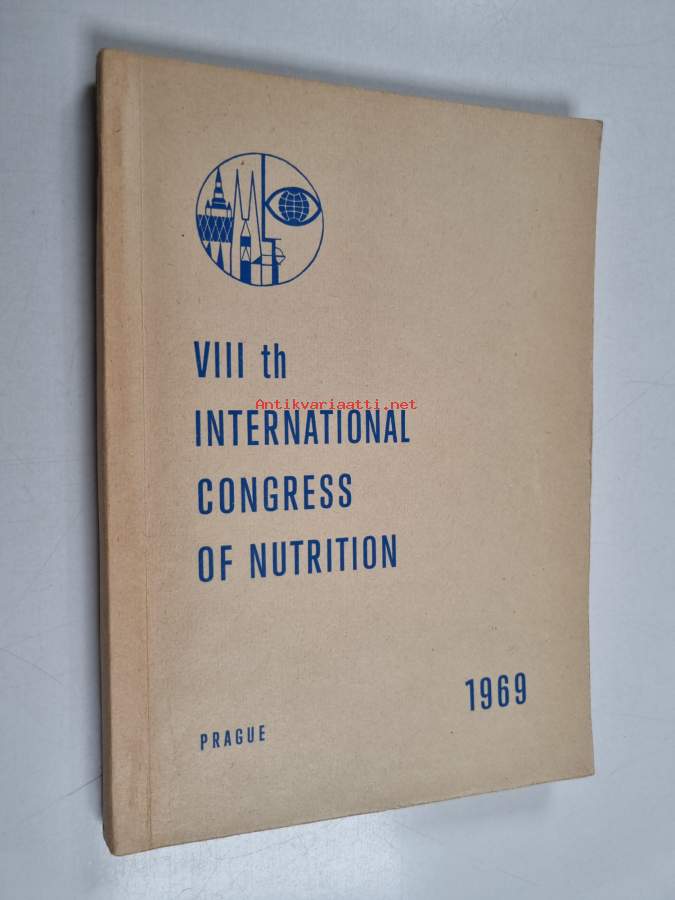 VIII th
Antikvariaatti.net
INTERNATIONAL
CONGRESS
OF NUTRITION
1969
PRAGUE